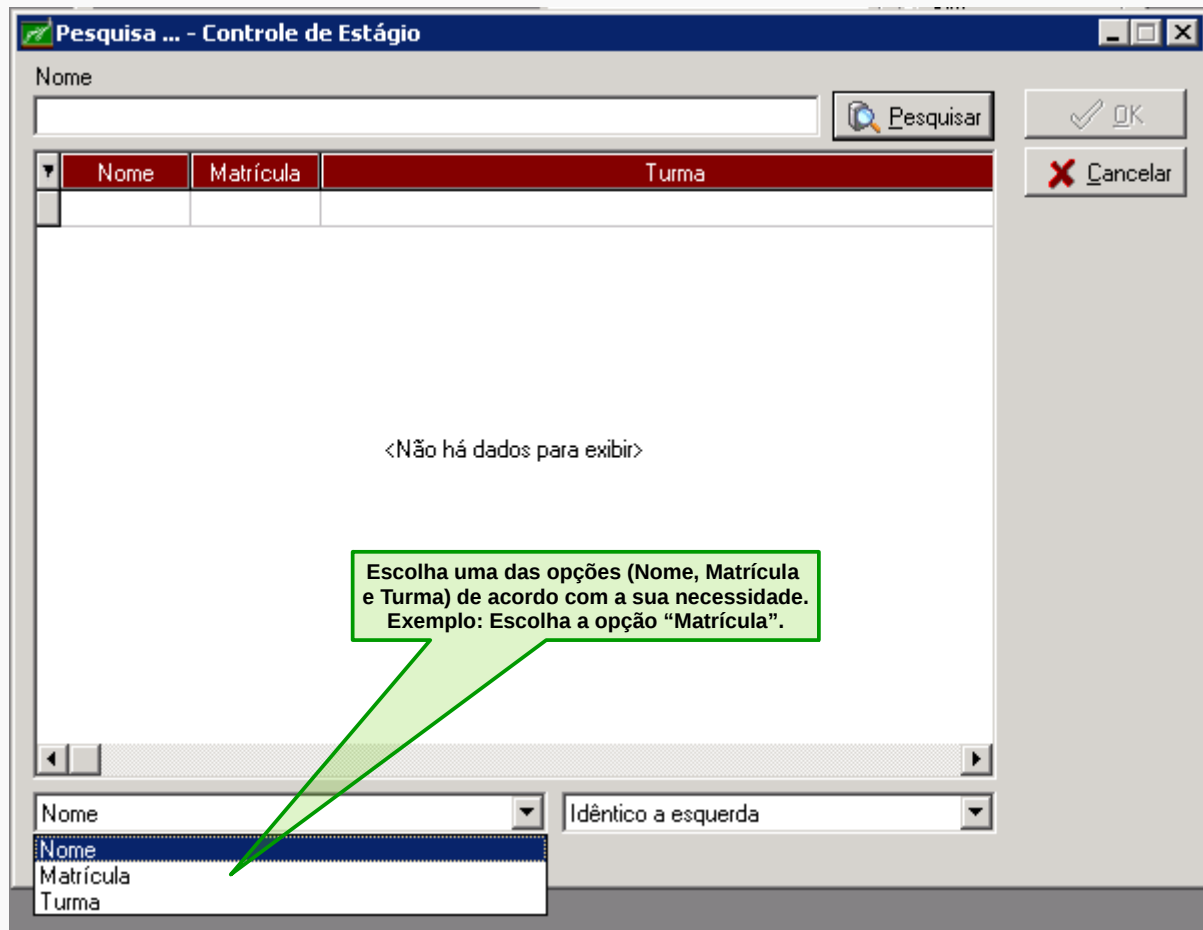 Pesquisa ... - Controle de Estágio
Nome
Pesquisar
OK
Cancelar
Nome Matrícula Turma
<Não há dados para exibir>
Escolha uma das opções (Nome, Matrícula
e Turma) de acordo com a sua necessidade.
Exemplo: Escolha a opção “Matrícula”.
Nome
Idêntico a esquerda
Nome
Matrícula
Turma